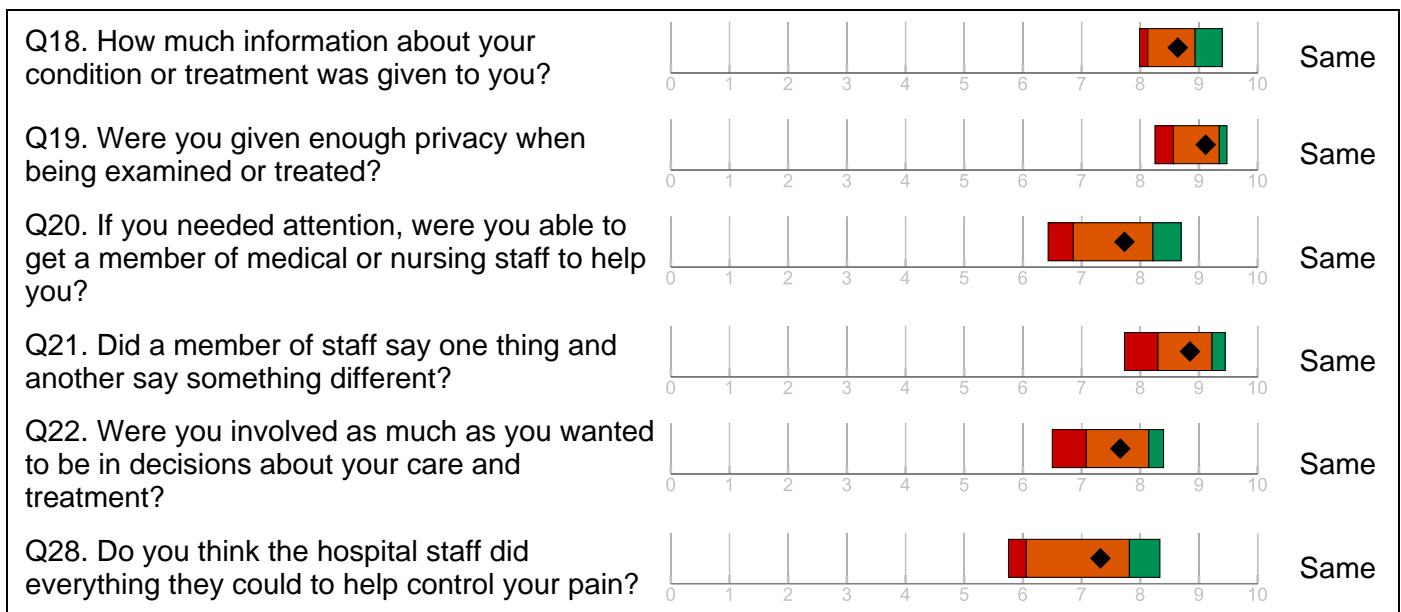 Q18. How much information about your
condition or treatment was given to you?
0 1 2 3 4 5 6 7 8 9 10
Same
Q19. Were you given enough privacy when
being examined or treated?
0 1 2 3 4 5 6 7 8 9 10
Same
Q20. If you needed attention, were you able to
get a member of medical or nursing staff to help
you?
0 1 2 3 4 5 6 7 8 9 10
Same
Q21. Did a member of staff say one thing and
another say something different?
0 1 2 3 4 5 6 7 8 9 10
Same
Q22. Were you involved as much as you wanted
to be in decisions about your care and
treatment?
0 1 2 3 4 5 6 7 8 9 10
Same
Q28. Do you think the hospital staff did
everything they could to help control your pain?
0 1 2 3 4 5 6 7 8 9 10
Same